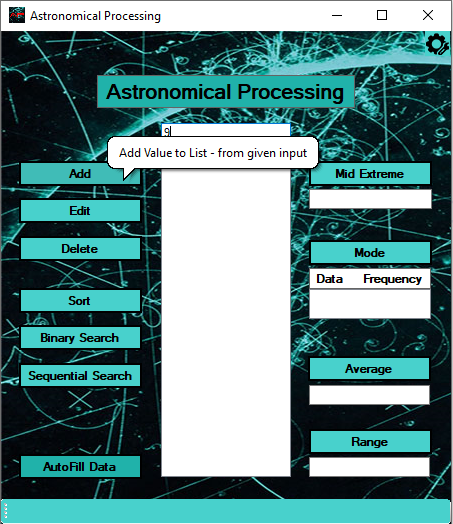 Astronomical Processing
Astronomical Processing
9
Add Value to List - from given input
Add
Edit
Delete
Sort
Binary Search
Sequential Search
AutoFill Data
Mid Extreme
Mode
Data Frequency
Average
Range